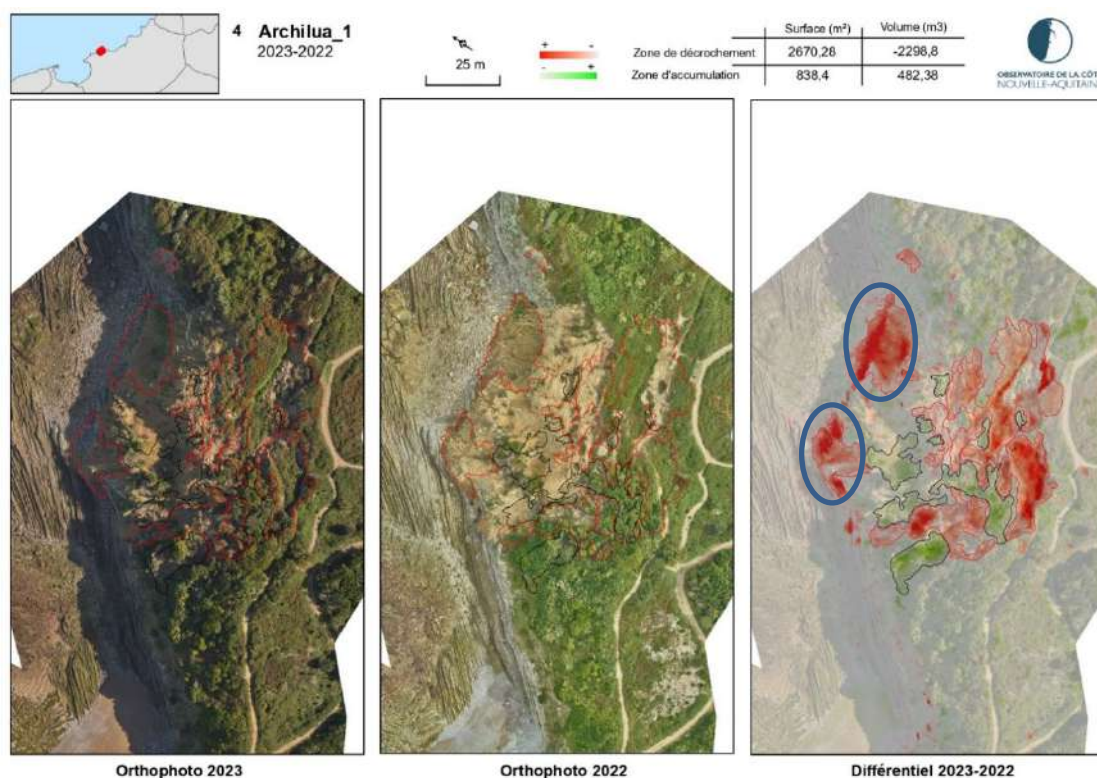 4 Archilua_1
2023-2022
25 m
+ -
- +
Surface (m²) Volume (m3)
Zone de décrochement 2670,28 -2298,8
Zone d'accumulation 838,4 482,38
OBSERVATOIRE DE LA CÔT
NOUVELLE-AQUITAIN
Orthophoto 2023
Orthophoto 2022
Différentiel 2023-2022